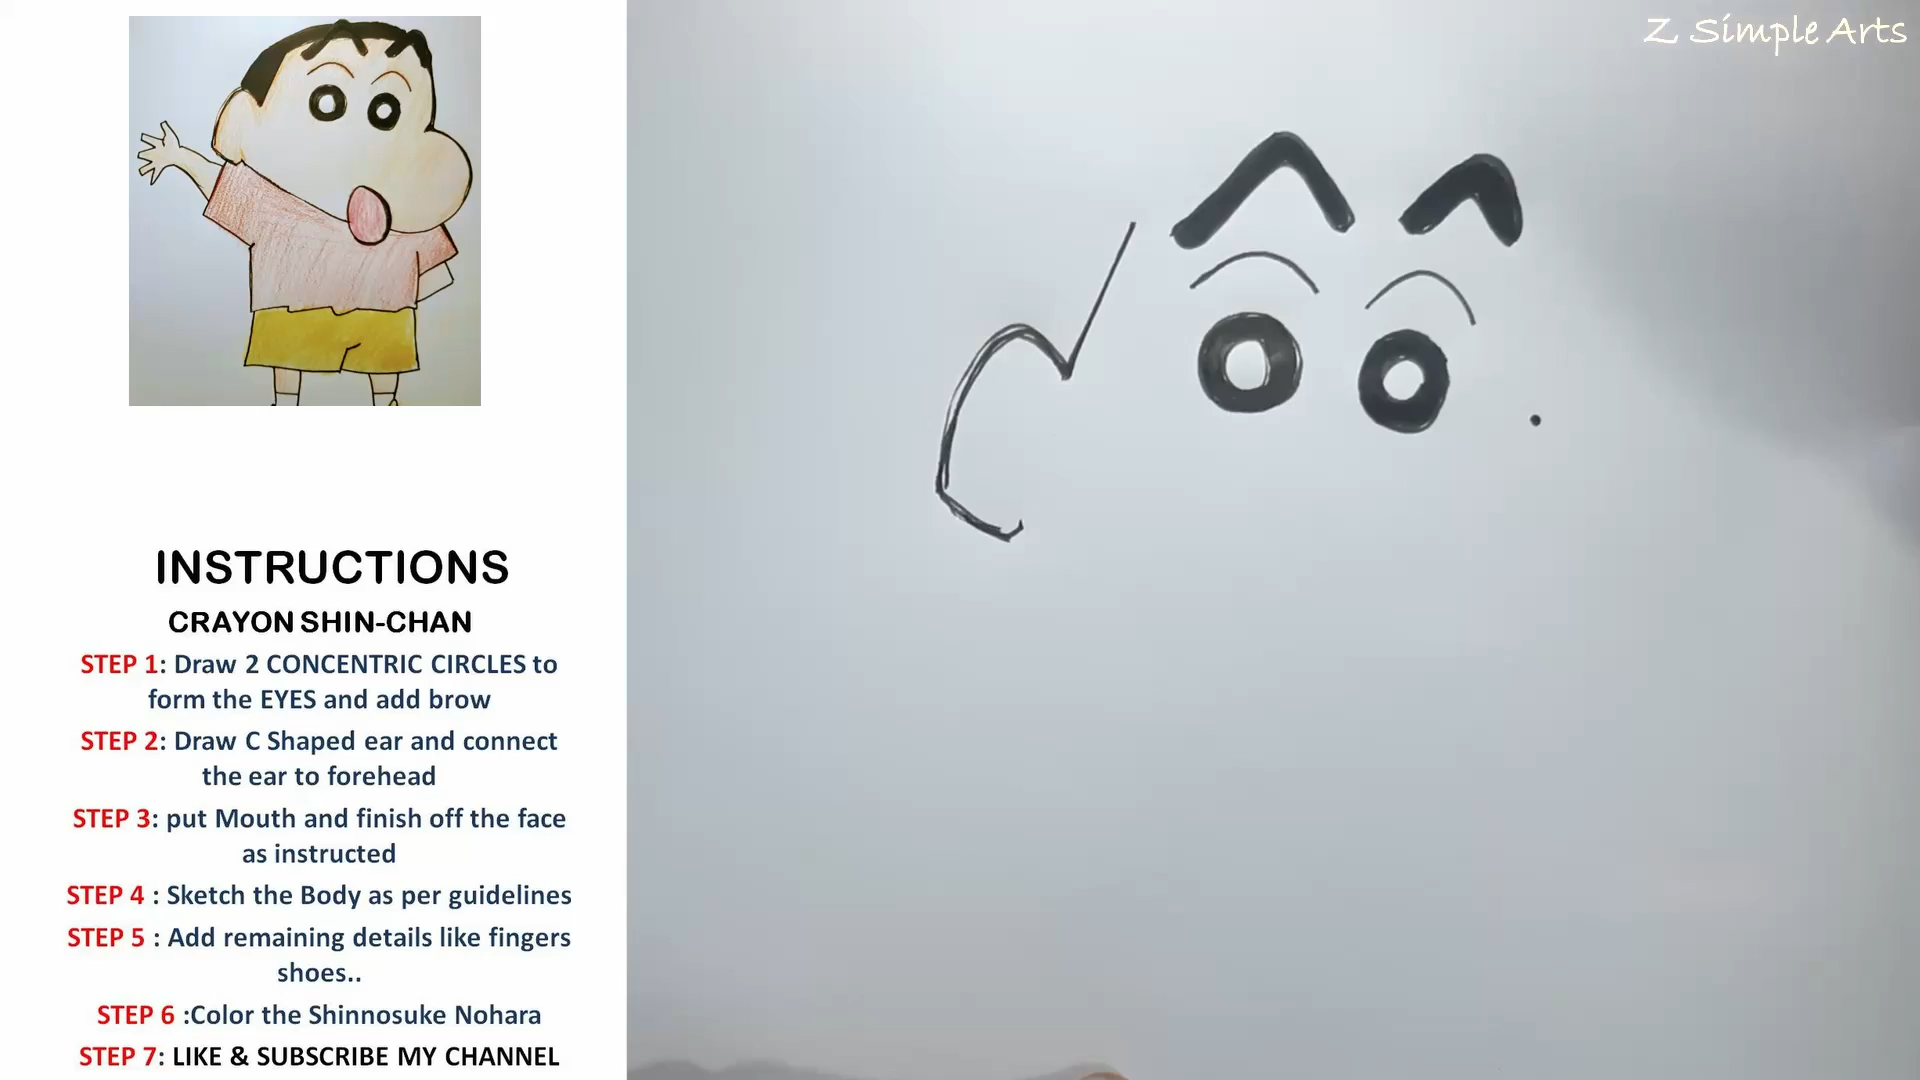 Z Simple Arts
INSTRUCTIONS
CRAYON SHIN-CHAN
STEP 1: Draw 2 CONCENTRIC CIRCLES to
form the EYES and add brow
STEP 2: Draw C Shaped ear and connect
the ear to forehead
STEP 3: put Mouth and finish off the face
as instructed
STEP 4 : Sketch the Body as per guidelines
STEP 5 : Add remaining details like fingers
shoes..
STEP 6 :Color the Shinnosuke Nohara
STEP 7: LIKE & SUBSCRIBE MY CHANNEL